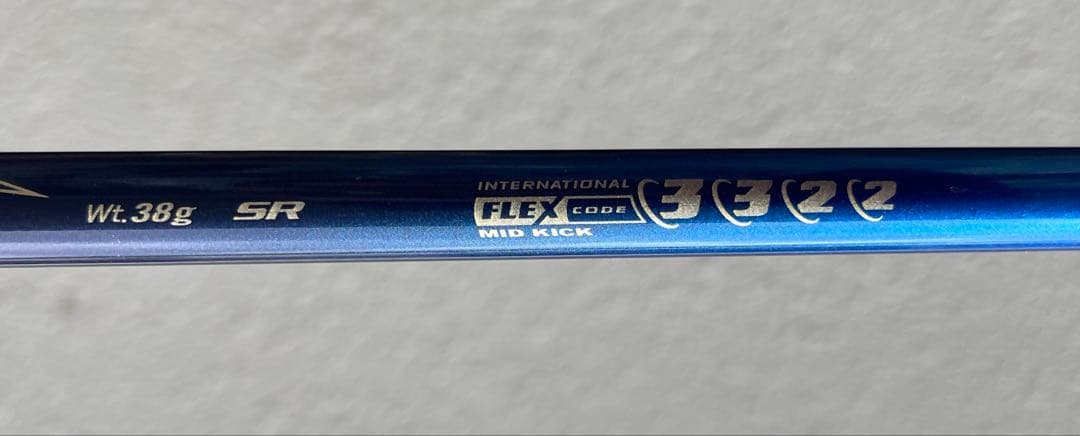 Wt.38g SR
INTERNATIONAL
FLEX CODE 3 3 2 2
MID KICK